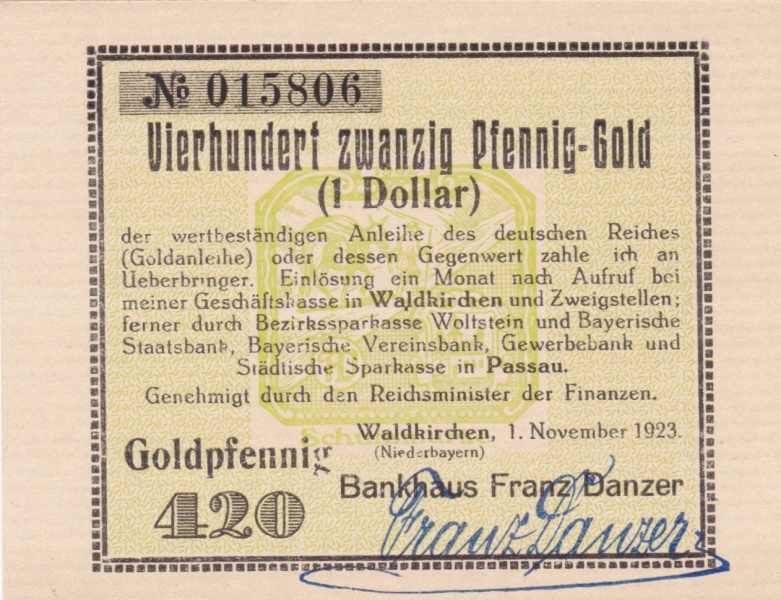 № 015806
Vierhundert zwanzig Pfennig-Gold
(1 Dollar)
der wertbeständigen Anleihe des deutschen Reiches
(Goldanleihe) oder dessen Gegenwert zahle ich an
Ueberbringer. Einlösung ein Monat nach Aufruf bei
meiner Geschäftskasse in Waldkirchen und Zweigstellen;
ferner durch Bezirkssparkasse Wolfstein und Bayerische
Staatsbank, Bayerische Vereinsbank, Gewerbebank und
Städtische Sparkasse in Passau.
Genehmigt durch den Reichsminister der Finanzen.
Waldkirchen, 1. November 1923.
(Niederbayern)
Goldpfennig
420
Bankhaus Franz Danzer
Franz Danzer